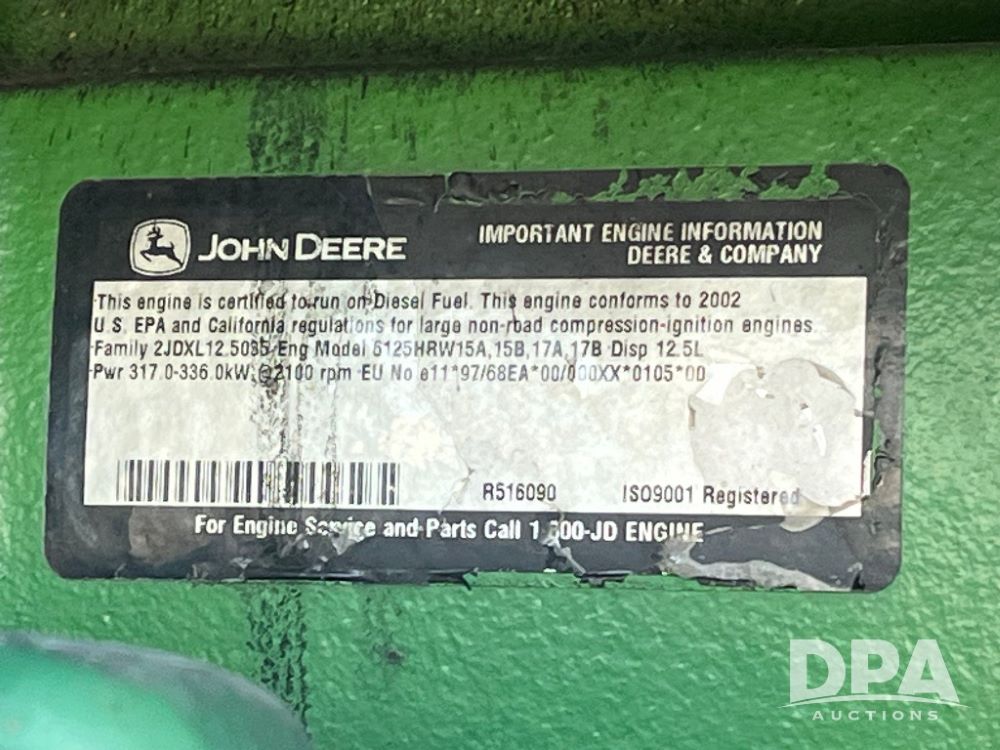 JOHN DEERE
IMPORTANT ENGINE INFORMATION
DEERE & COMPANY
This engine is certified to run on Diesel Fuel. This engine conforms to 2002
U.S. EPA and California regulations for large non-road compression-ignition engines.
Family 2JDXL12.5035 Eng Model 6125HRW15A,15B,17A,17B Disp 12.5L
Pwr 317.0-336.0kW @2100 rpm EU No e11*97/68EA*00/000XX*0105*00
R516090 ISO9001 Registered
For Engine Service and Parts Call 1 00-JD ENGINE
DPA
AUCTIONS